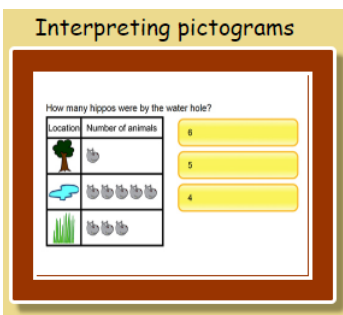 Interpreting pictograms
How many hippos were by the water hole?
Location Number of animals
6
5
4